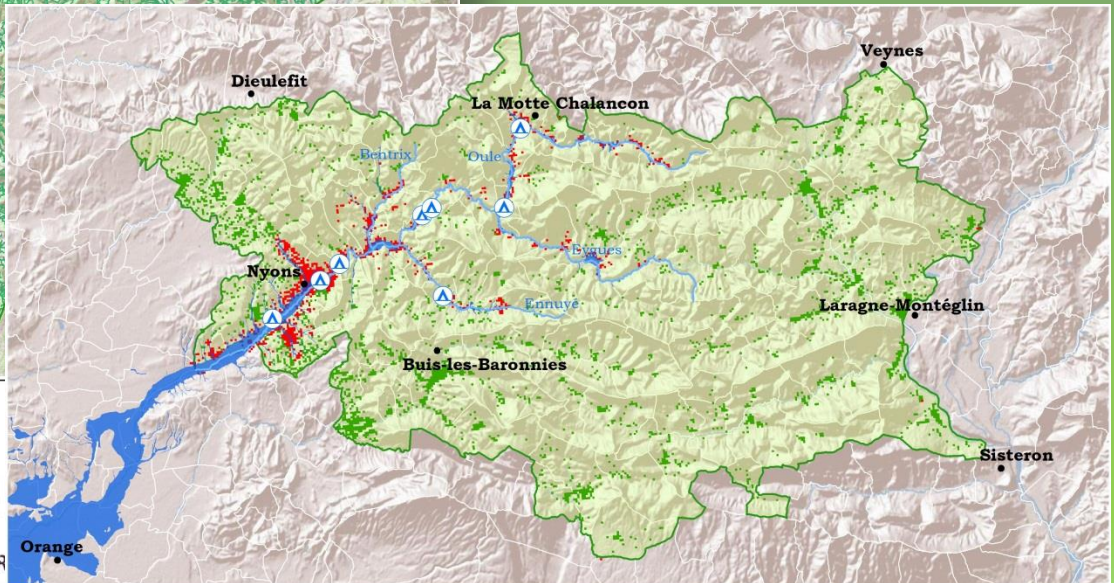 Veynes
Dieulefit
La Motte Chalancon
Bentrix
Oule
Eygues
Nyons
Ennuyé
Laragne-Montéglin
Buis-les-Baronnies
Sisteron
Orange